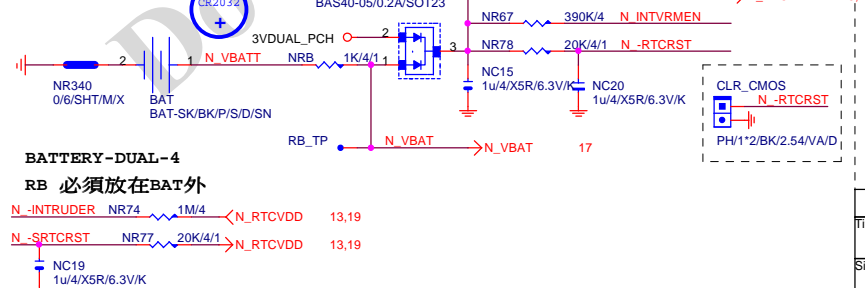 CR2032
+
BAS40-05/0.2A/SOT23
NR67 390K/4 N_INTVRMEN
3VDUAL_PCH 2
NR78 20K/4/1 N_-RTCRST
3
2 1 N_VBATT NRB 1K/4/1 1
NR340
0/6/SHT/M/X
BAT
BAT-SK/BK/P/S/D/SN
NC15
1u/4/X5R/6.3V/K
NC20
1u/4/X5R/6.3V/K
CLR_CMOS
N_-RTCRST
PH/1*2/BK/2.54/VA/D
RB_TP N_VBAT N_VBAT 17
BATTERY-DUAL-4
RB 必須放在BAT外
N_-INTRUDER NR74 1M/4 N_RTCVDD 13,19
N_-SRTCRST NR77 20K/4/1 N_RTCVDD 13,19
NC19
1u/4/X5R/6.3V/K